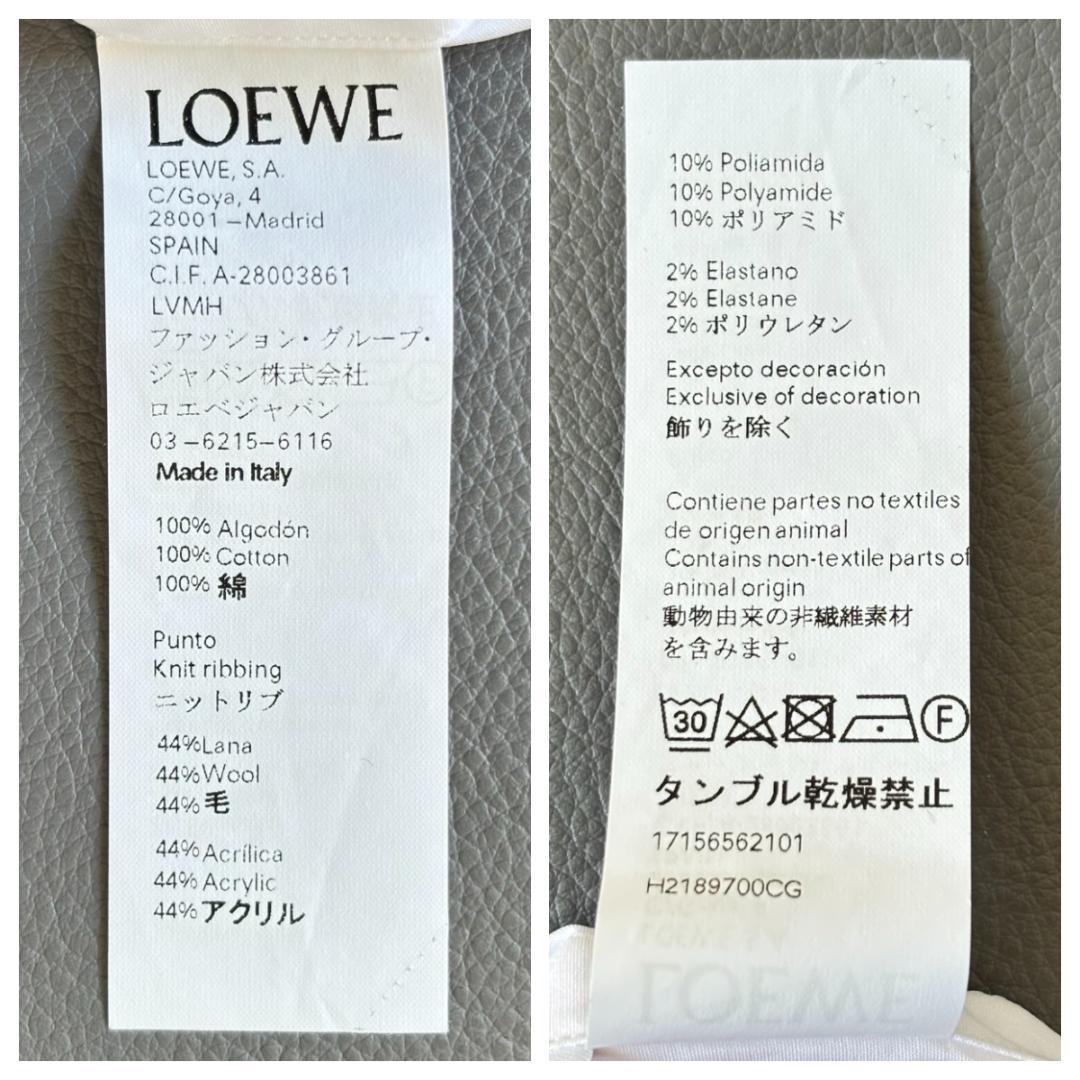 LOEWE
LOEWE, S.A.
C/Goya, 4
28001 – Madrid
SPAIN
C.I.F. A-28003861
LVMH
ファッション・グループ・
ジャパン株式会社
ロエベジャパン
03-6215-6116
Made in Italy
100% Algodón
100% Cotton
100% 綿
Punto
Knit ribbing
ニットリブ
44% Lana
44% Wool
44% 毛
44% Acrílica
44% Acrylic
44% アクリル
10% Poliamida
10% Polyamide
10% ポリアミド
2% Elastano
2% Elastane
2% ポリウレタン
Excepto decoración
Exclusive of decoration
飾りを除く
Contiene partes no textiles
de origen animal
Contains non-textile parts of
animal origin
動物由来の非繊維素材
を含みます。
30 F
タンブル乾燥禁止
17156562101
H2189700CG